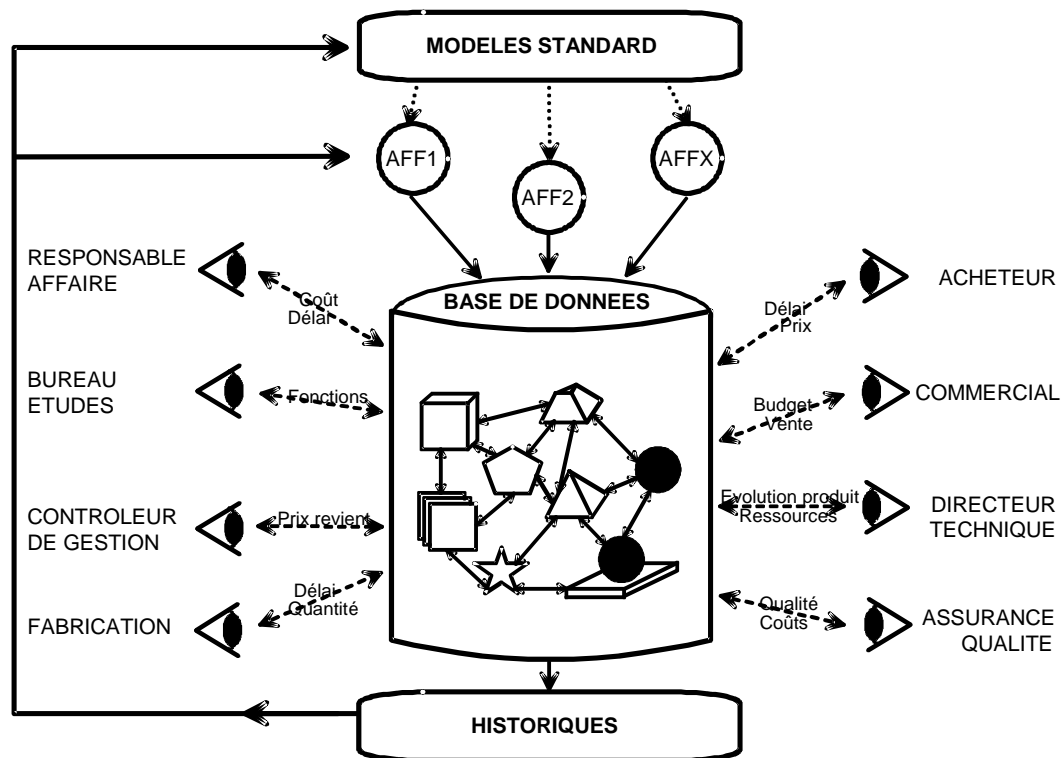 MODELES STANDARD
AFF1
AFF2
AFFX
RESPONSABLE
AFFAIRE
Coût
Délai
BASE DE DONNEES
Délai
Prix
ACHETEUR
BUREAU
ETUDES
Fonctions
Budget
Vente
COMMERCIAL
CONTROLEUR
DE GESTION
Prix revient
Evolution produit
Ressources
DIRECTEUR
TECHNIQUE
FABRICATION
Délai
Quantité
Qualité
Coûts
ASSURANCE
QUALITE
HISTORIQUES